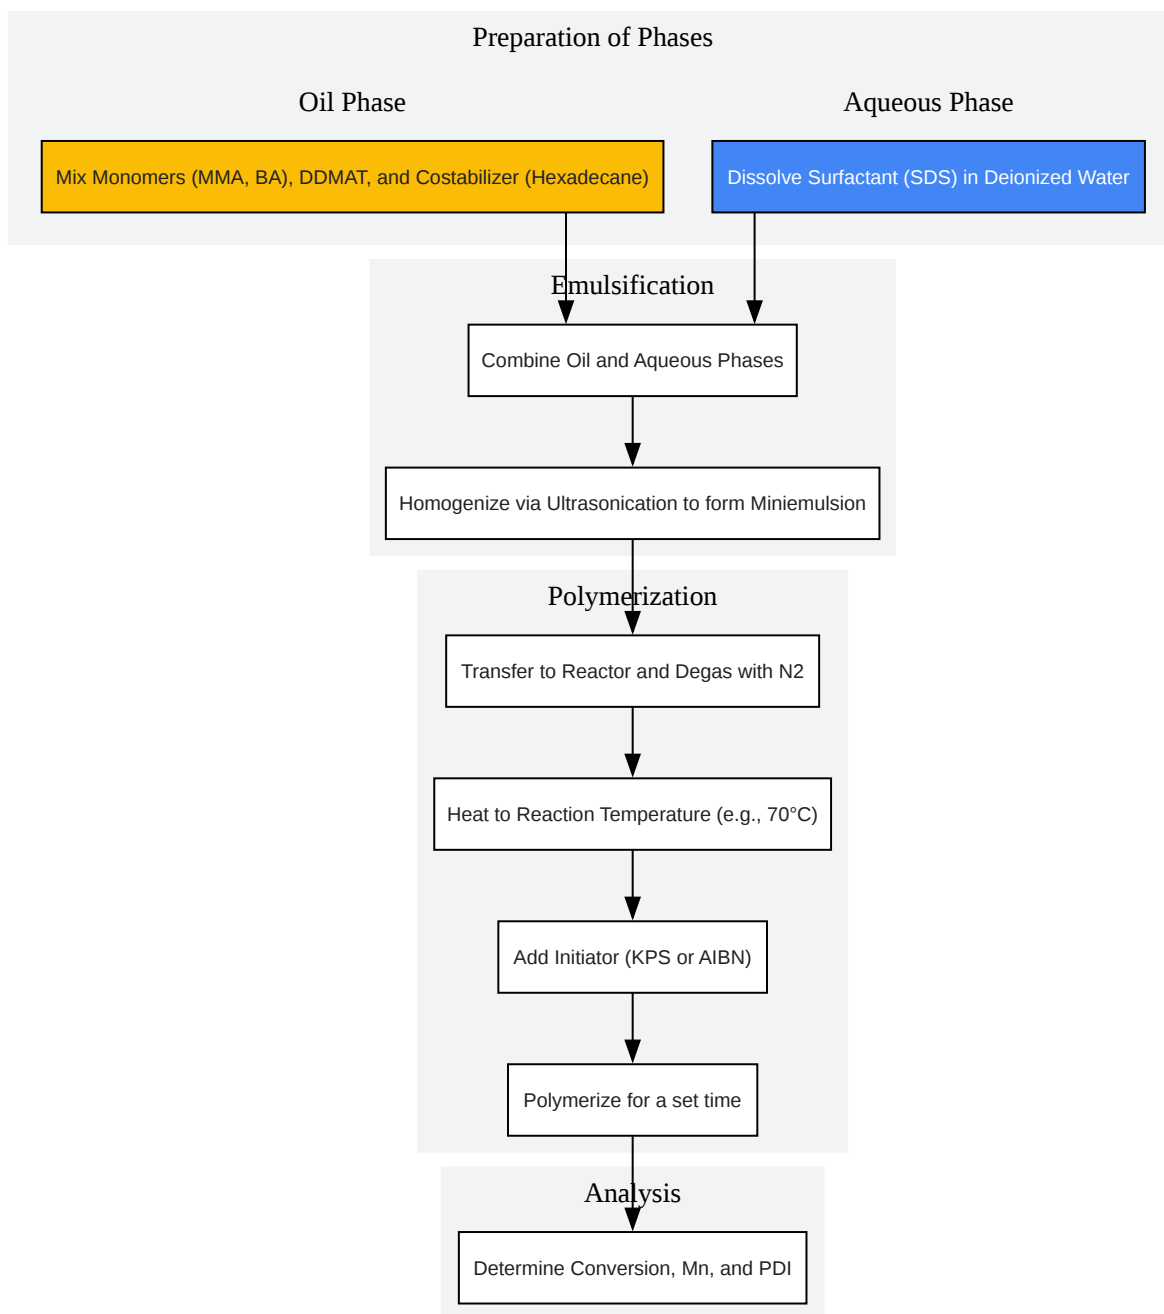 Preparation of Phases
Oil Phase
Aqueous Phase
Mix Monomers (MMA, BA), DDMAT, and Costabilizer (Hexadecane)
Dissolve Surfactant (SDS) in Deionized Water
Emulsification
Combine Oil and Aqueous Phases
Homogenize via Ultrasonication to form Miniemulsion
Polymerization
Transfer to Reactor and Degas with N2
Heat to Reaction Temperature (e.g., 70°C)
Add Initiator (KPS or AIBN)
Polymerize for a set time
Analysis
Determine Conversion, Mn, and PDI